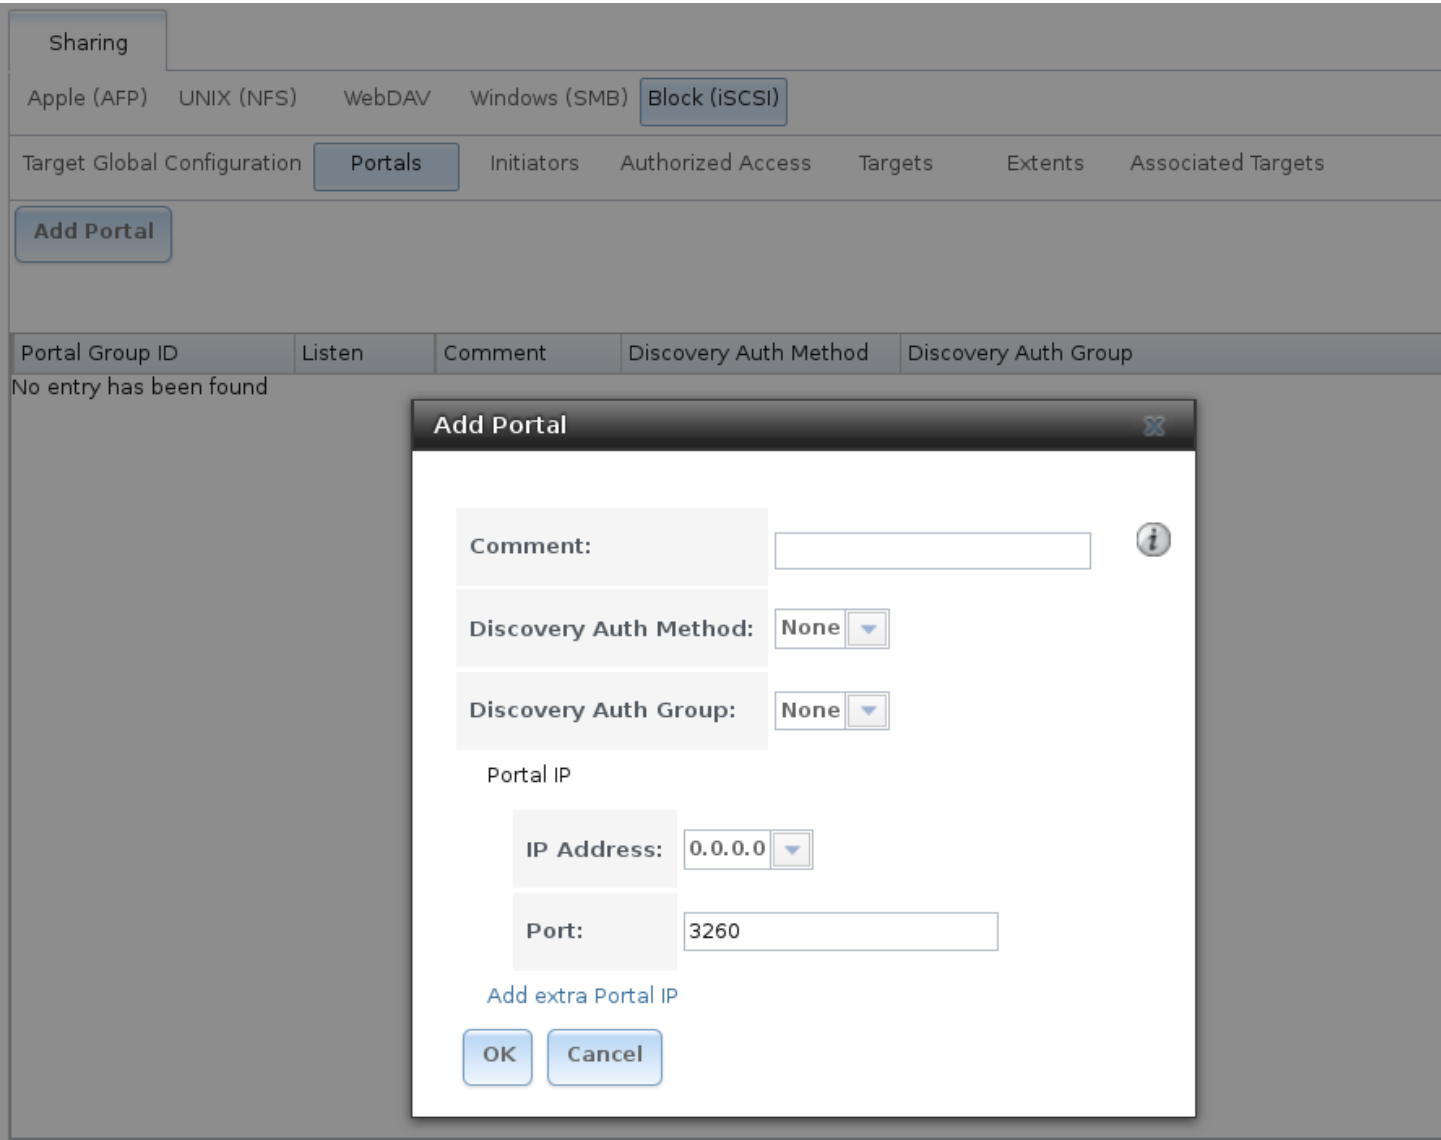 Sharing
Apple (AFP) UNIX (NFS) WebDAV Windows (SMB) Block (iSCSI)
Target Global Configuration Portals Initiators Authorized Access Targets Extents Associated Targets
Add Portal
Portal Group ID Listen Comment Discovery Auth Method Discovery Auth Group
No entry has been found
Add Portal
Comment:
Discovery Auth Method: None
Discovery Auth Group: None
Portal IP
IP Address: 0.0.0.0
Port: 3260
Add extra Portal IP
OK Cancel